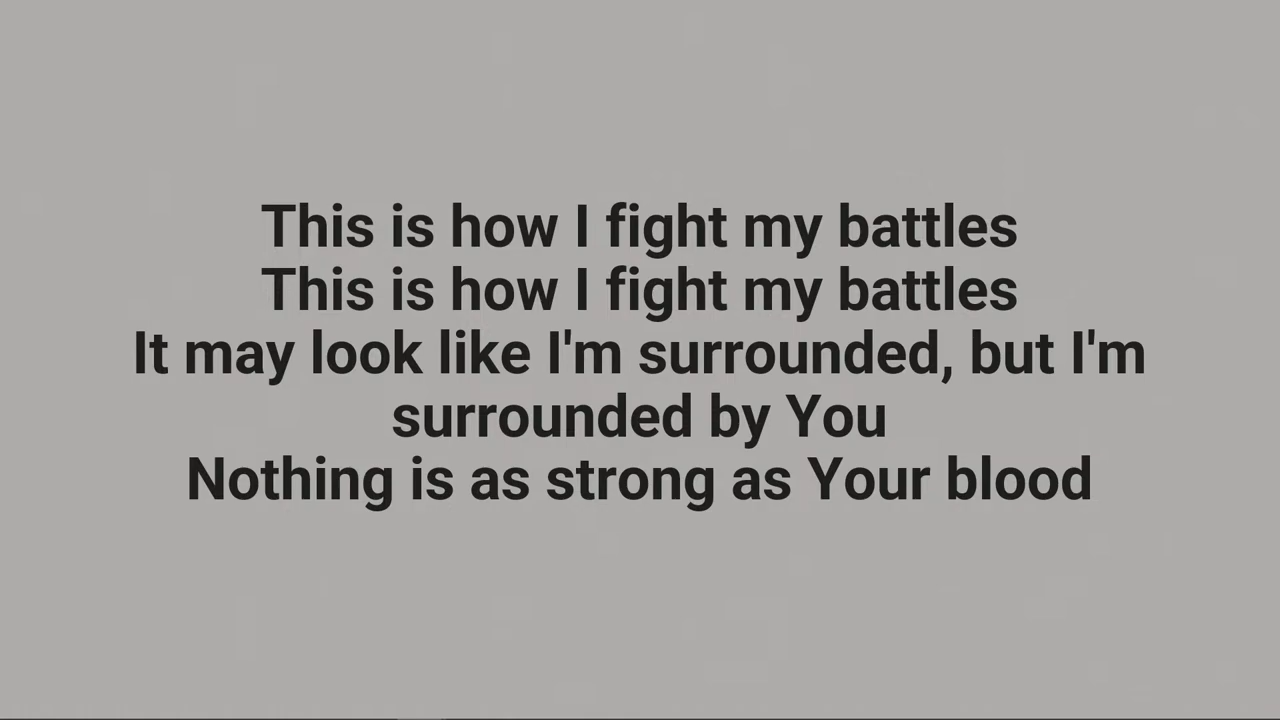 This is how I fight my battles
This is how I fight my battles
It may look like I'm surrounded, but I'm
surrounded by You
Nothing is as strong as Your blood